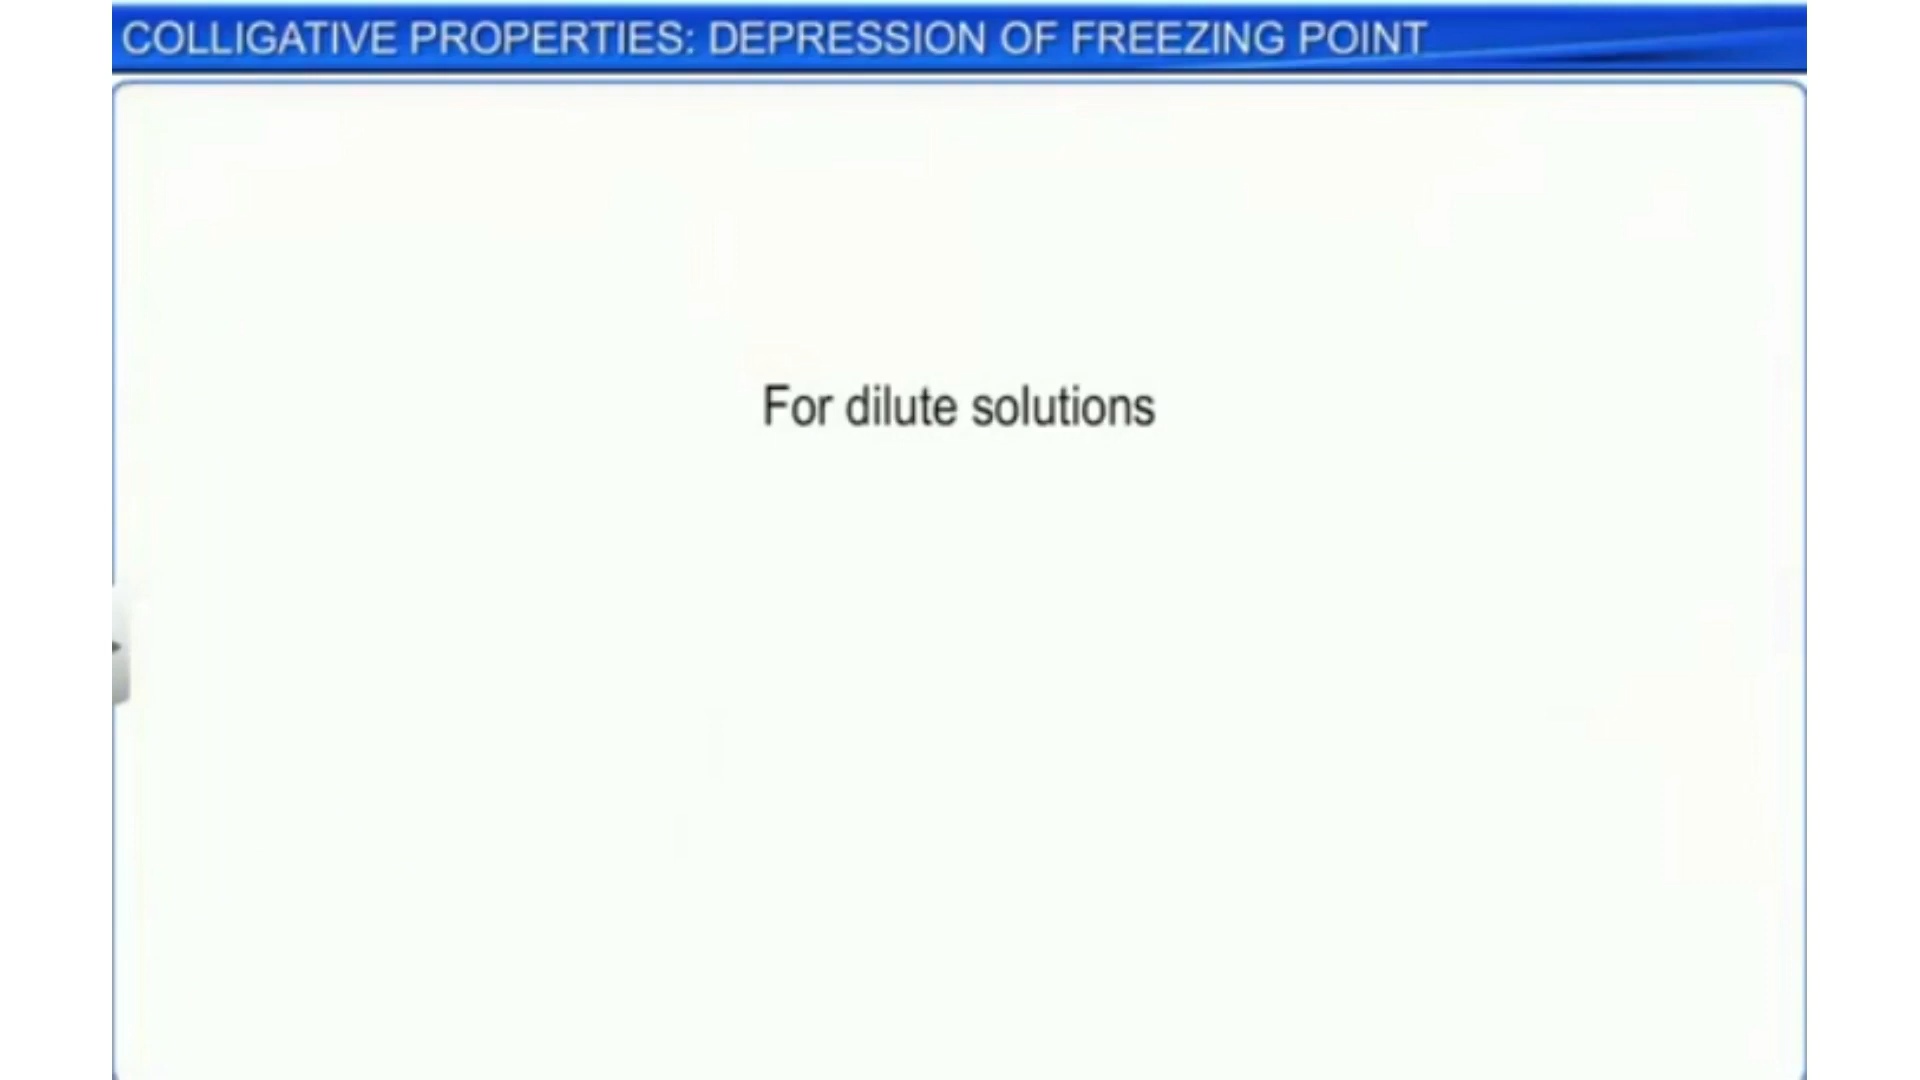 COLLIGATIVE PROPERTIES: DEPRESSION OF FREEZING POINT
For dilute solutions